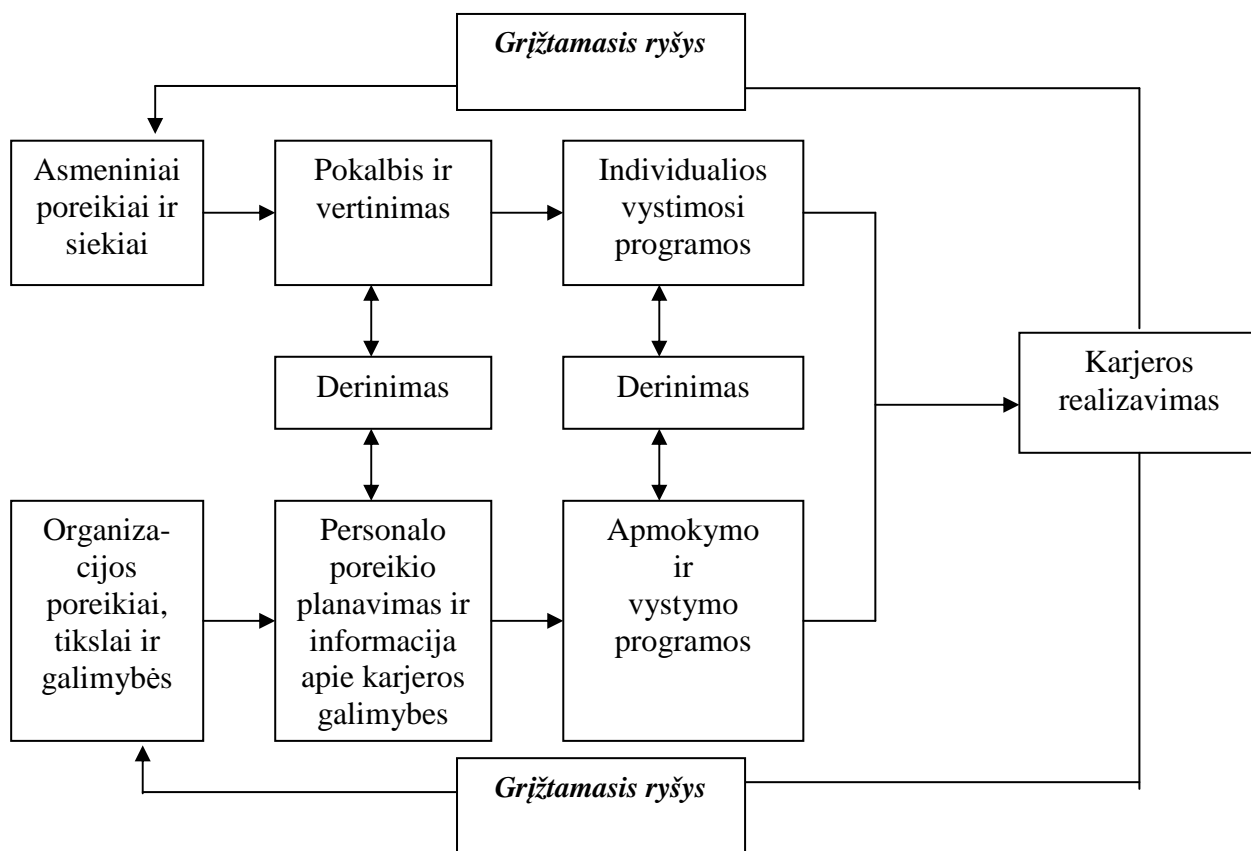 Grįžtamasis ryšys
Asmeniniai
poreikiai ir
siekiai
Pokalbis ir
vertinimas
Individualios
vystimosi
programos
Derinimas
Derinimas
Karjeros
realizavimas
Organiza-
cijos
poreikiai,
tikslai ir
galimybės
Personalo
poreikio
planavimas ir
informacija
apie karjeros
galimybes
Apmokymo
ir
vystymo
programos
Grįžtamasis ryšys